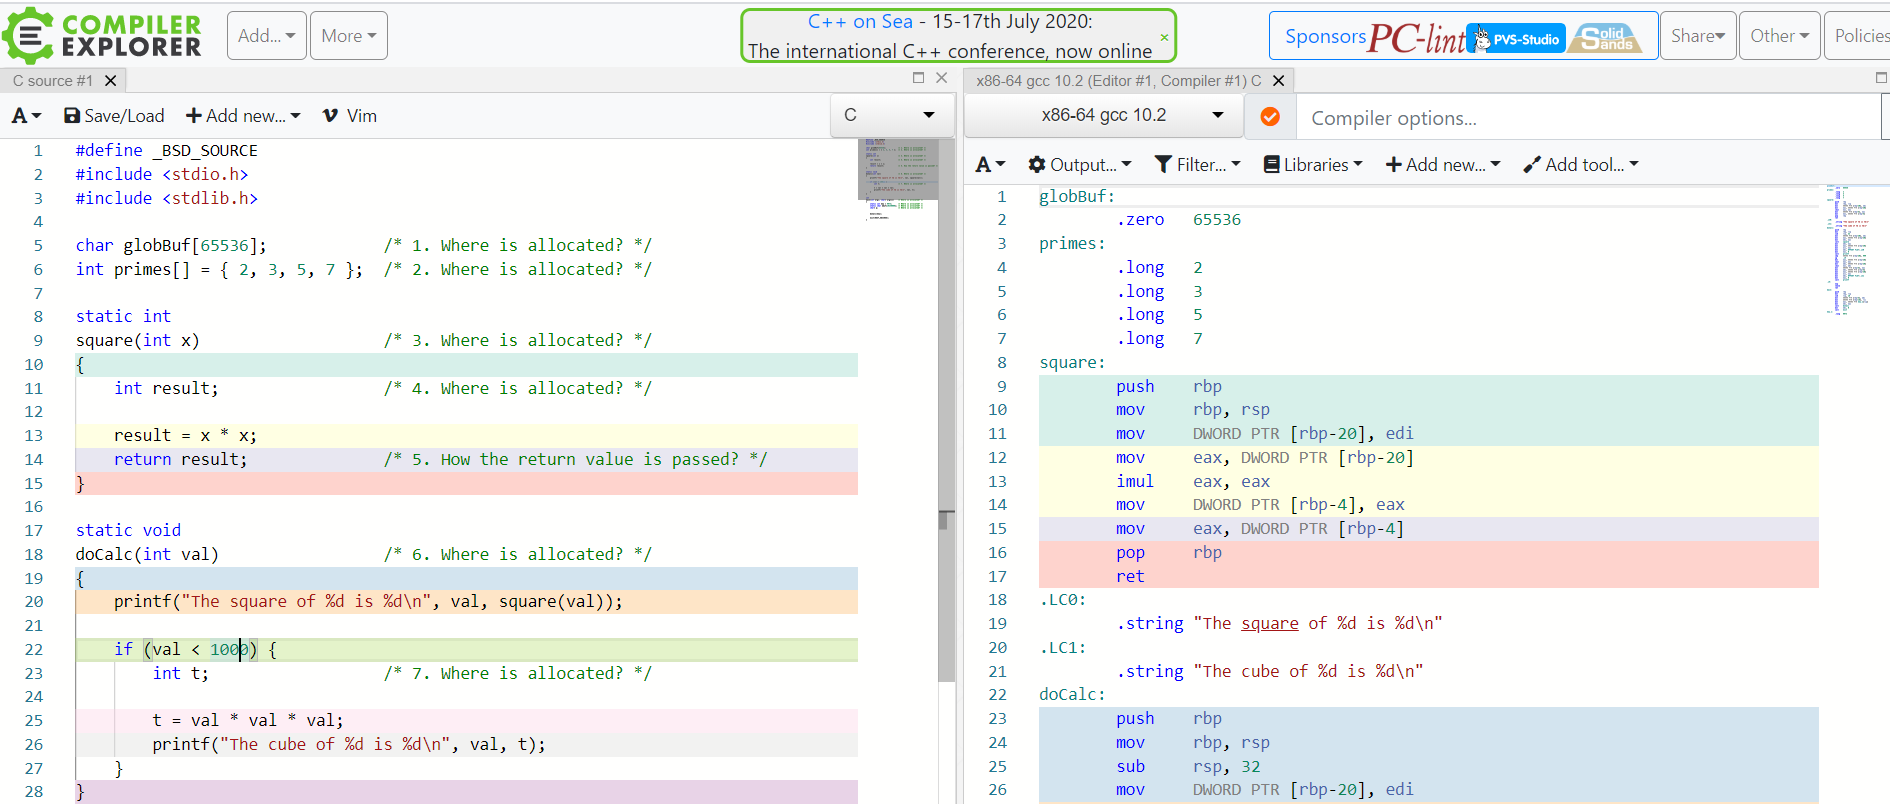 COMPILER
EXPLORER
Add...
More
C++ on Sea - 15-17th July 2020:
The international C++ conference, now online
×
Sponsors PC-lint PVS-Studio Solid Sands
Share
Other
Policies
C source #1 X
A
Save/Load
+ Add new...
Vim
C
1 #define _BSD_SOURCE
2 #include <stdio.h>
3 #include <stdlib.h>
4
5 char globBuf[65536]; /* 1. Where is allocated? */
6 int primes[] = { 2, 3, 5, 7 }; /* 2. Where is allocated? */
7
8 static int
9 square(int x) /* 3. Where is allocated? */
10 {
11 int result; /* 4. Where is allocated? */
12
13 result = x * x;
14 return result; /* 5. How the return value is passed? */
15 }
16
17 static void
18 doCalc(int val) /* 6. Where is allocated? */
19 {
20 printf("The square of %d is %d\n", val, square(val));
21
22 if (val < 1000) {
23 int t; /* 7. Where is allocated? */
24
25 t = val * val * val;
26 printf("The cube of %d is %d\n", val, t);
27 }
28 }
x86-64 gcc 10.2 (Editor #1, Compiler #1) C X
x86-64 gcc 10.2
Compiler options...
A
Output...
Filter...
Libraries
+ Add new...
Add tool...
1 globBuf:
2 .zero 65536
3 primes:
4 .long 2
5 .long 3
6 .long 5
7 .long 7
8 square:
9 push rbp
10 mov rbp, rsp
11 mov DWORD PTR [rbp-20], edi
12 mov eax, DWORD PTR [rbp-20]
13 imul eax, eax
14 mov DWORD PTR [rbp-4], eax
15 mov eax, DWORD PTR [rbp-4]
16 pop rbp
17 ret
18 .LC0:
19 .string "The square of %d is %d\n"
20 .LC1:
21 .string "The cube of %d is %d\n"
22 doCalc:
23 push rbp
24 mov rbp, rsp
25 sub rsp, 32
26 mov DWORD PTR [rbp-20], edi